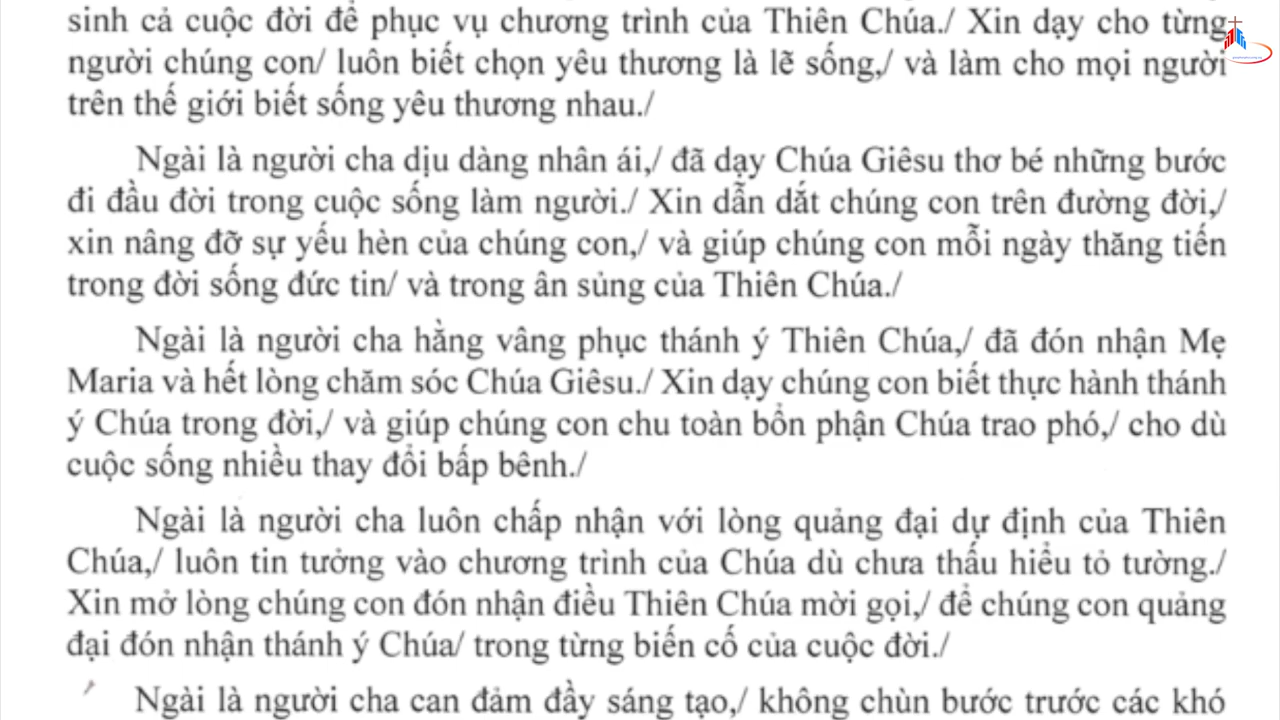 sinh cả cuộc đời để phục vụ chương trình của Thiên Chúa./ Xin dạy cho từng
người chúng con/ luôn biết chọn yêu thương là lẽ sống,/ và làm cho mọi người
trên thế giới biết sống yêu thương nhau./
Ngài là người cha dịu dàng nhân ái,/ đã dạy Chúa Giêsu thơ bé những bước
đi đầu đời trong cuộc sống làm người./ Xin dẫn dắt chúng con trên đường đời,/
xin nâng đỡ sự yếu hèn của chúng con,/ và giúp chúng con mỗi ngày thăng tiến
trong đời sống đức tin/ và trong ân sủng của Thiên Chúa./
Ngài là người cha hằng vâng phục thánh ý Thiên Chúa,/ đã đón nhận Mẹ
Maria và hết lòng chăm sóc Chúa Giêsu./ Xin dạy chúng con biết thực hành thánh
ý Chúa trong đời,/ và giúp chúng con chu toàn bổn phận Chúa trao phó,/ cho dù
cuộc sống nhiều thay đổi bấp bênh./
Ngài là người cha luôn chấp nhận với lòng quảng đại dự định của Thiên
Chúa,/ luôn tin tưởng vào chương trình của Chúa dù chưa thấu hiểu tỏ tường./
Xin mở lòng chúng con đón nhận điều Thiên Chúa mời gọi,/ để chúng con quảng
đại đón nhận thánh ý Chúa/ trong từng biến cố của cuộc đời./
Ngài là người cha can đảm đầy sáng tạo,/ không chùn bước trước các khó